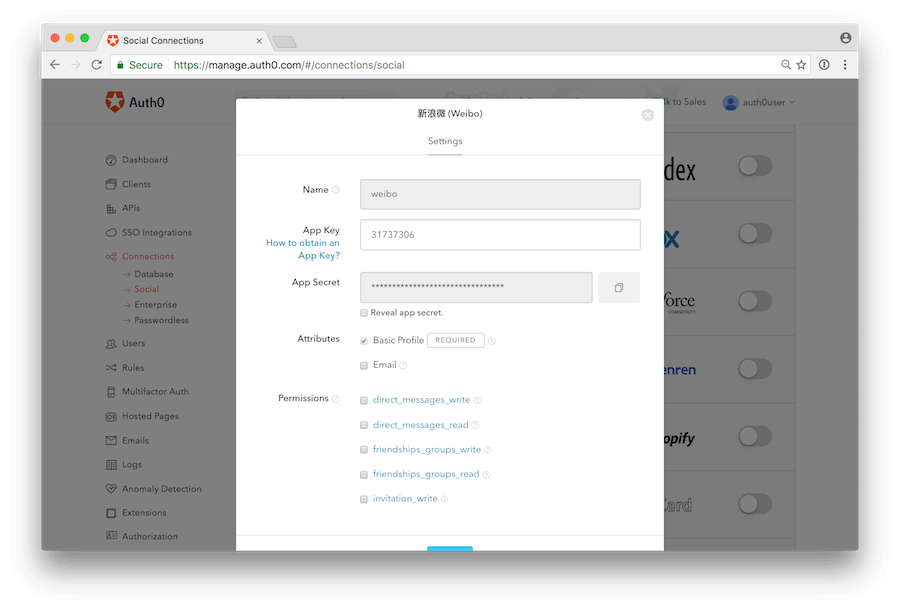 Social Connections
Secure
https://manage.auth0.com/#/connections/social
Auth0
to Sales
auth0user
Dashboard
Clients
APIs
SSO Integrations
Connections
Database
Social
Enterprise
Passwordless
Users
Rules
Multifactor Auth
Hosted Pages
Emails
Logs
Anomaly Detection
Extensions
Authorization
新浪微 (Weibo)
Settings
Name
weibo
App Key
How to obtain an
App Key?
31737306
App Secret
********************************
Reveal app secret.
Attributes
Basic Profile REQUIRED
Email
Permissions
direct_messages_write
direct_messages_read
friendships_groups_write
friendships_groups_read
invitation_write
dex
x
orce
COMMUNITY
enren
opify
ard